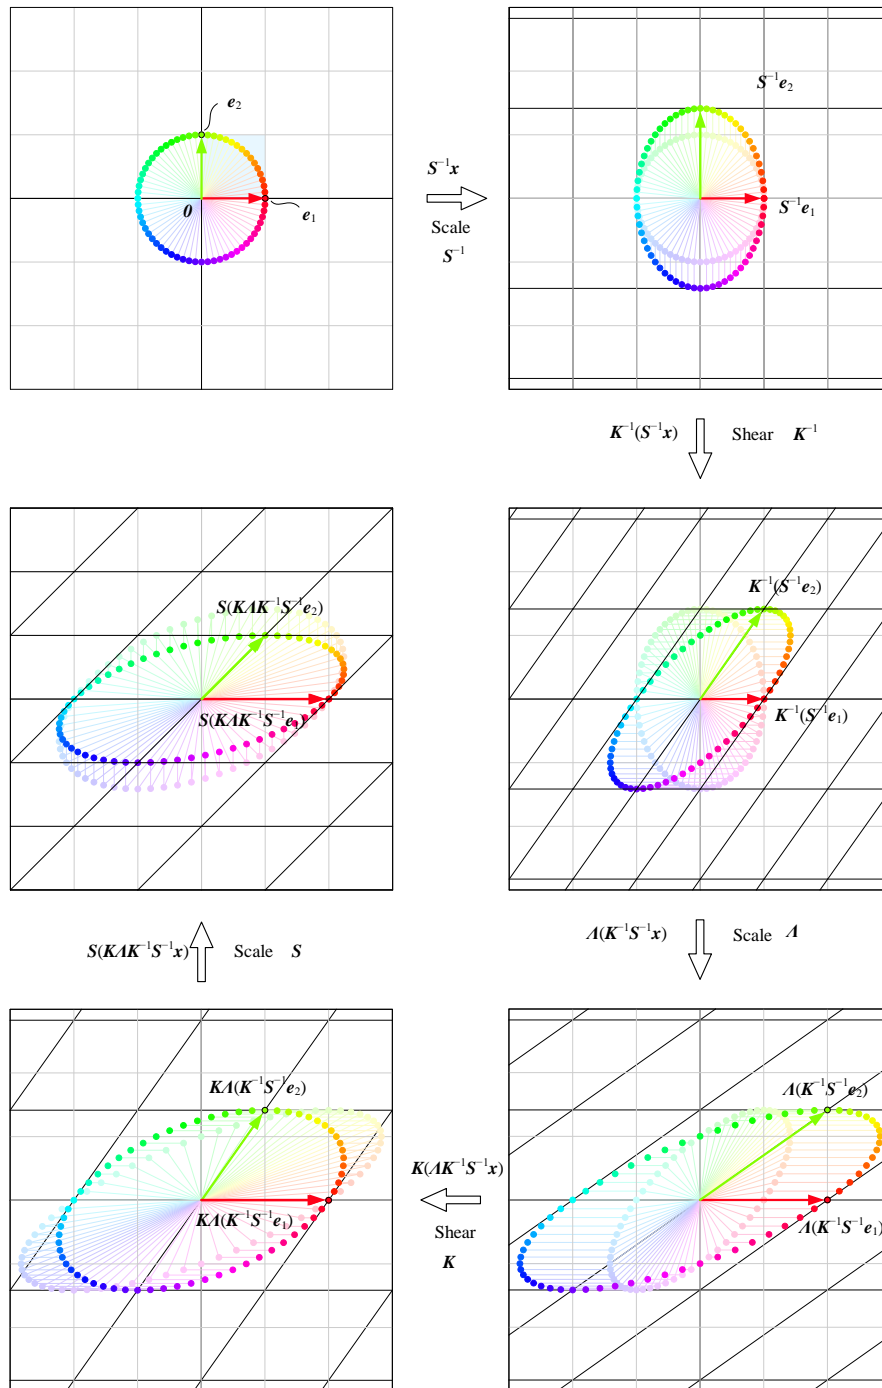 e₂
0
e₁
S⁻¹x
Scale
S⁻¹
S⁻¹e₂
S⁻¹e₁
K⁻¹(S⁻¹x) Shear K⁻¹
S(KΛK⁻¹S⁻¹e₂)
S(KΛK⁻¹S⁻¹e₁)
K⁻¹(S⁻¹e₂)
K⁻¹(S⁻¹e₁)
S(KΛK⁻¹S⁻¹x) Scale S
Λ(K⁻¹S⁻¹x) Scale Λ
KΛ(K⁻¹S⁻¹e₂)
KΛ(K⁻¹S⁻¹e₁)
K(ΛK⁻¹S⁻¹x)
Shear
K
Λ(K⁻¹S⁻¹e₂)
Λ(K⁻¹S⁻¹e₁)